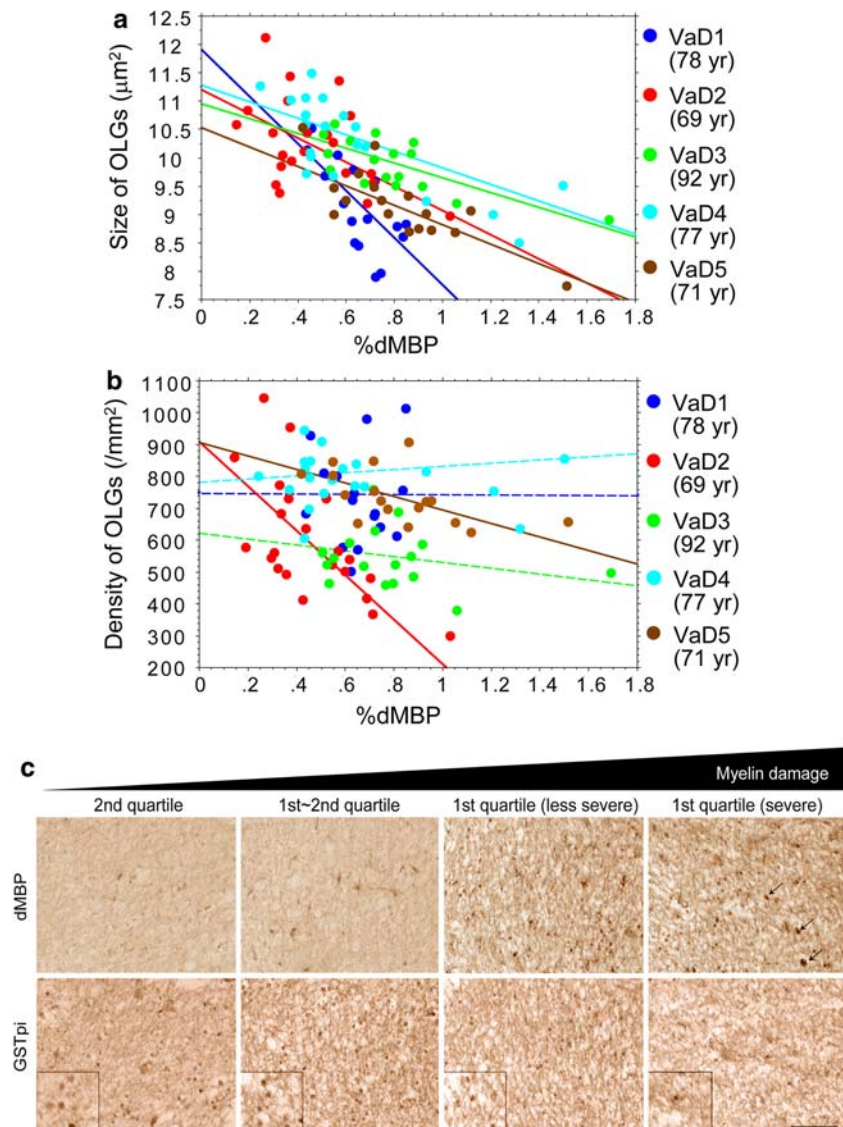 a
12.5
12
11.5
11
10.5
10
9.5
9
8.5
8
7.5
Size of OLGs (μm²)
0 .2 .4 .6 .8 1 1.2 1.4 1.6 1.8
%dMBP
VaD1
(78 yr)
VaD2
(69 yr)
VaD3
(92 yr)
VaD4
(77 yr)
VaD5
(71 yr)
b
1100
1000
900
800
700
600
500
400
300
200
Density of OLGs (/mm²)
0 .2 .4 .6 .8 1 1.2 1.4 1.6 1.8
%dMBP
VaD1
(78 yr)
VaD2
(69 yr)
VaD3
(92 yr)
VaD4
(77 yr)
VaD5
(71 yr)
c
Myelin damage
2nd quartile 1st~2nd quartile 1st quartile (less severe) 1st quartile (severe)
dMBP
GSTpi